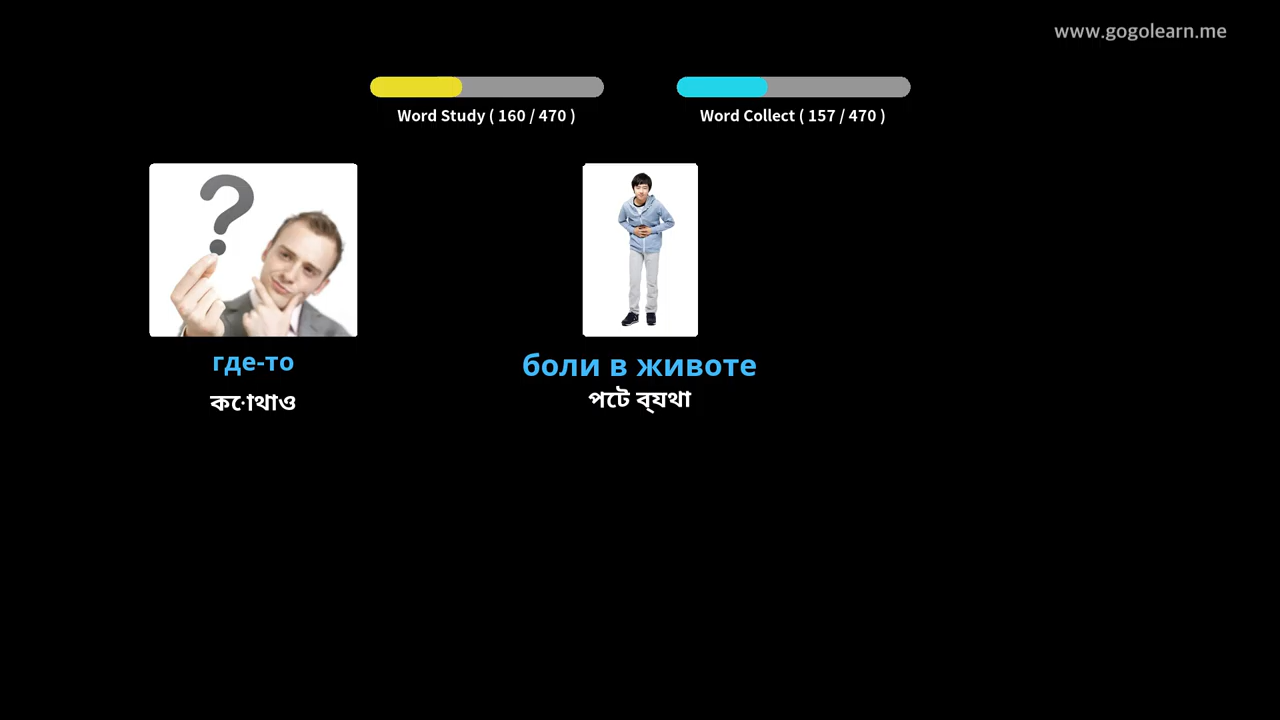 www.gogolearn.me
Word Study ( 160 / 470 )
Word Collect ( 157 / 470 )
где-то
কোথাও
боли в животе
পেটে ব্যথা